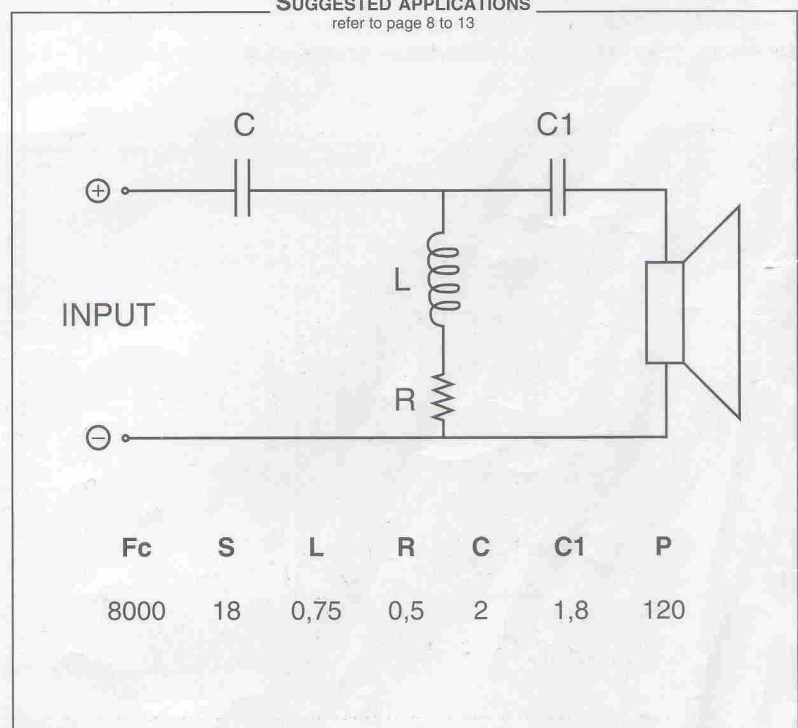 SUGGESTED APPLICATIONS
refer to page 8 to 13
C C1
+
L
INPUT
R
−
Fc S L R C C1 P
8000 18 0,75 0,5 2 1,8 120